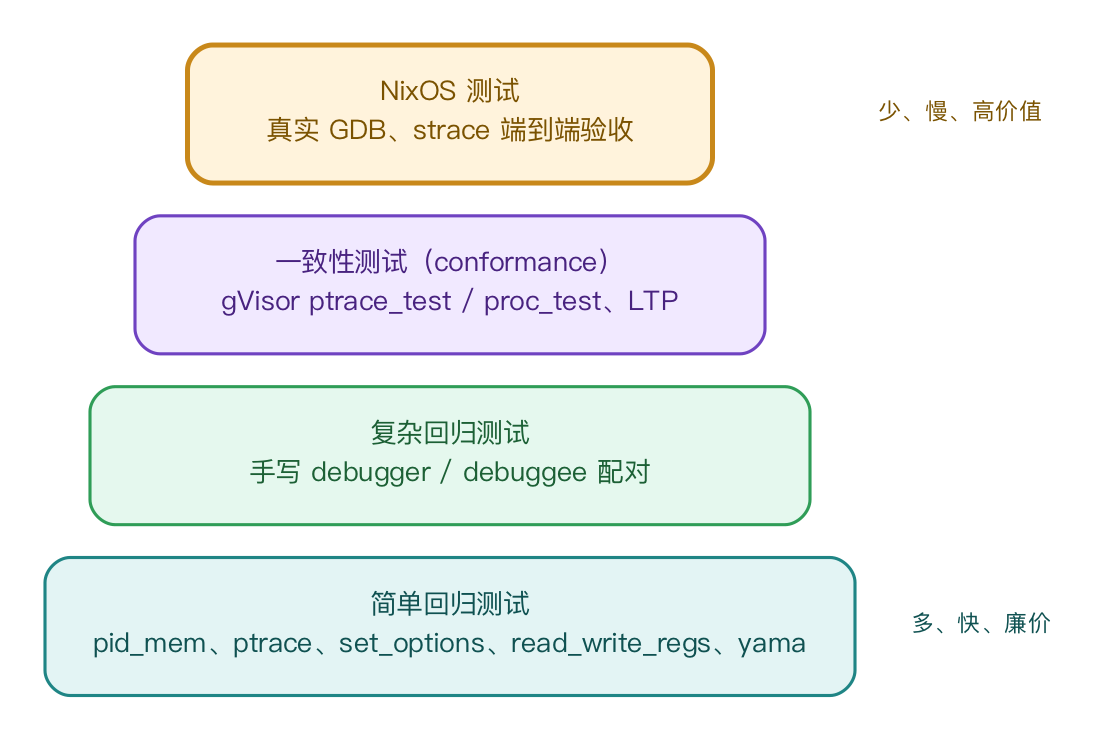 NixOS 测试
真实 GDB、strace 端到端验收
少、慢、高价值
一致性测试（conformance）
gVisor ptrace_test / proc_test、LTP
复杂回归测试
手写 debugger / debuggee 配对
简单回归测试
pid_mem、ptrace、set_options、read_write_regs、yama
多、快、廉价